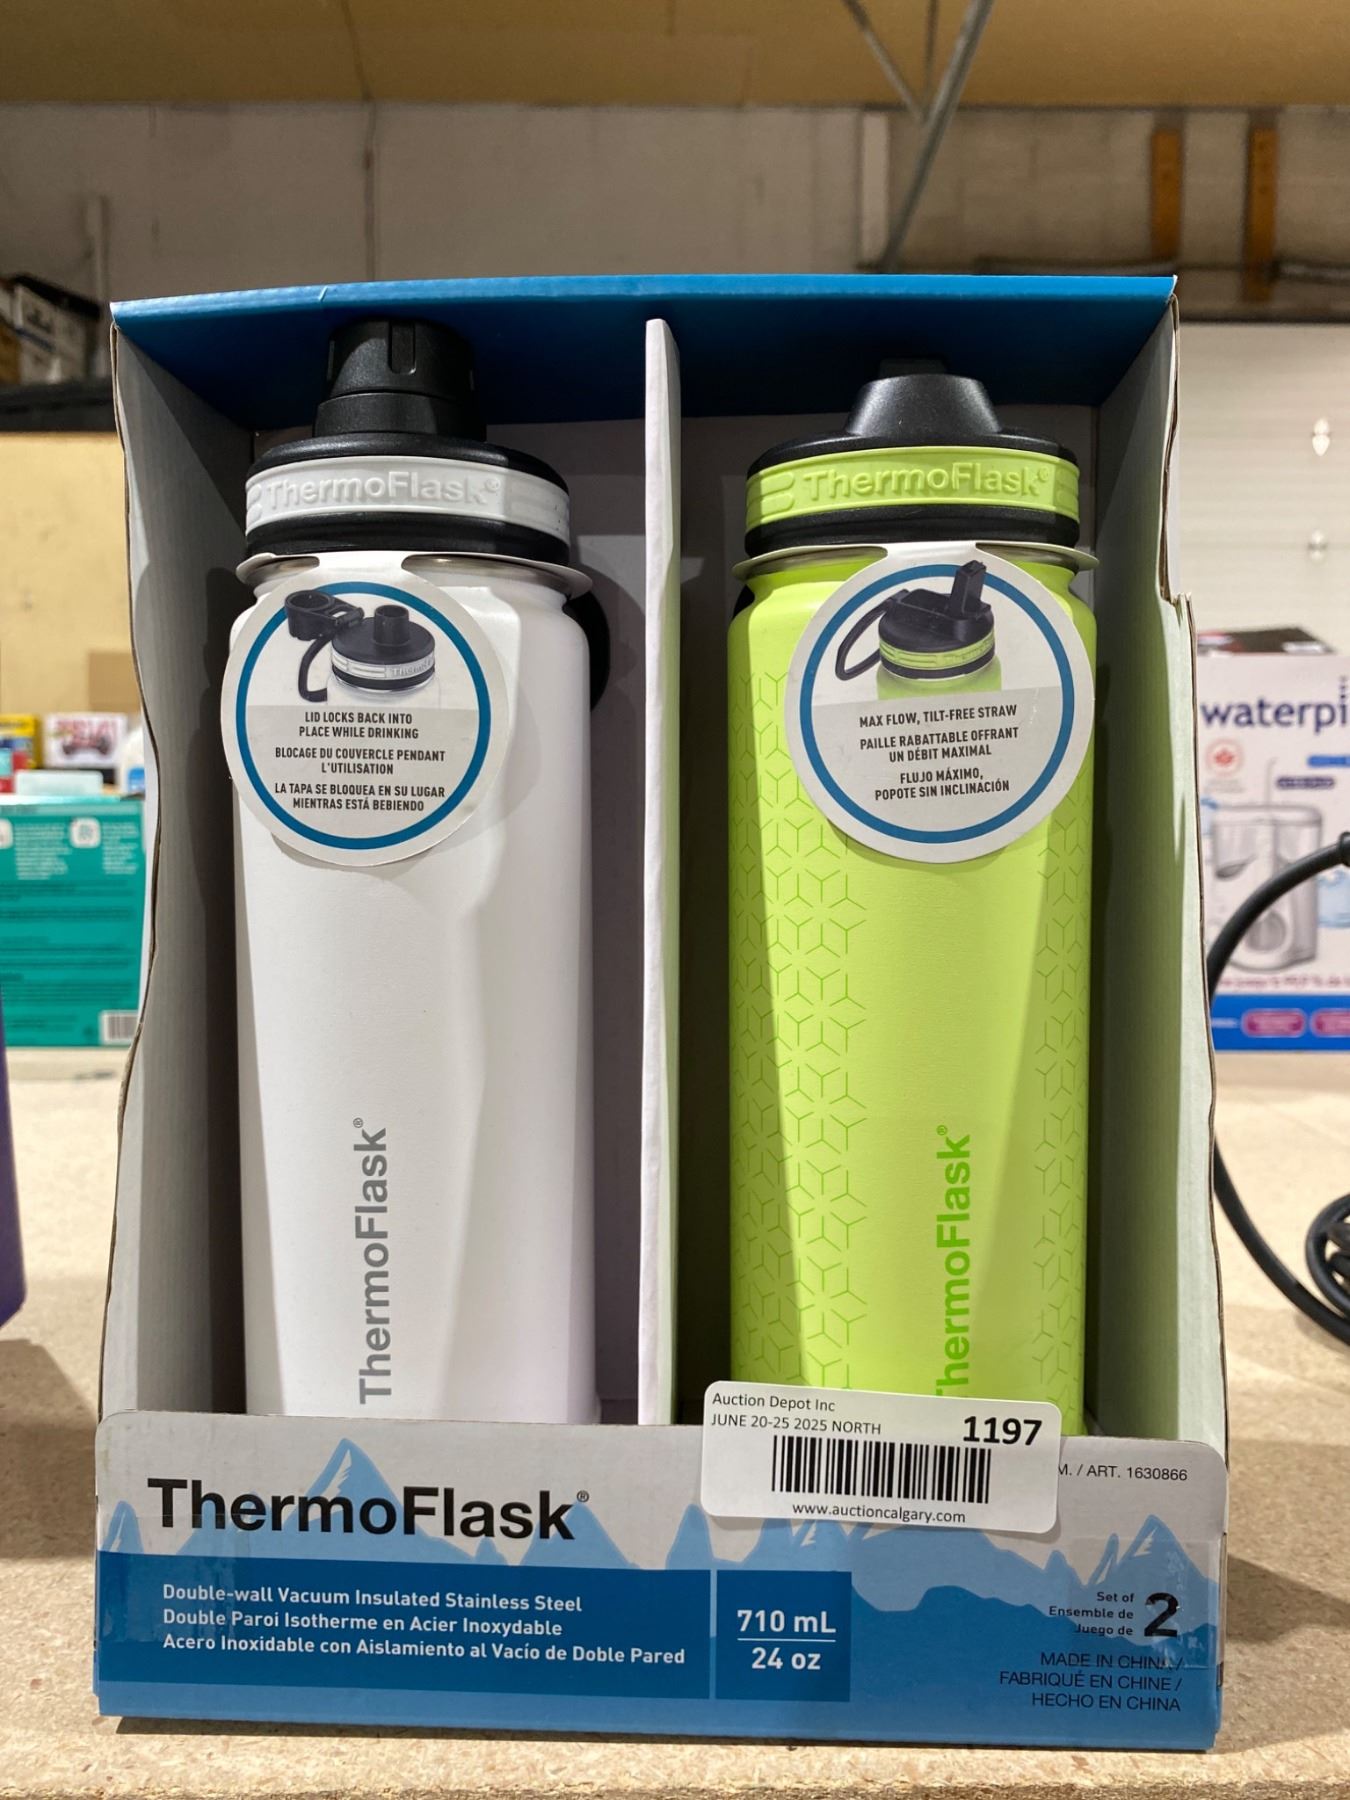 ThermoFlask®
ThermoFlask®
LID LOCKS BACK INTO
PLACE WHILE DRINKING
BLOCAGE DU COUVERCLE PENDANT
L'UTILISATION
LA TAPA SE BLOQUEA EN SU LUGAR
MIENTRAS ESTÁ BEBIENDO
MAX FLOW, TILT-FREE STRAW
PAILLE RABATTABLE OFFRANT
UN DÉBIT MAXIMAL
FLUJO MÁXIMO,
POPOTE SIN INCLINACIÓN
waterpi
ThermoFlask®
ThermoFlask®
Auction Depot Inc
JUNE 20-25 2025 NORTH
1197
www.auctioncalgary.com
M. / ART. 1630866
ThermoFlask®
Double-wall Vacuum Insulated Stainless Steel
Double Paroi Isotherme en Acier Inoxydable
Acero Inoxidable con Aislamiento al Vacío de Doble Pared
710 mL
24 oz
Set of
Ensemble de
Juego de
2
MADE IN CHINA /
FABRIQUÉ EN CHINE /
HECHO EN CHINA